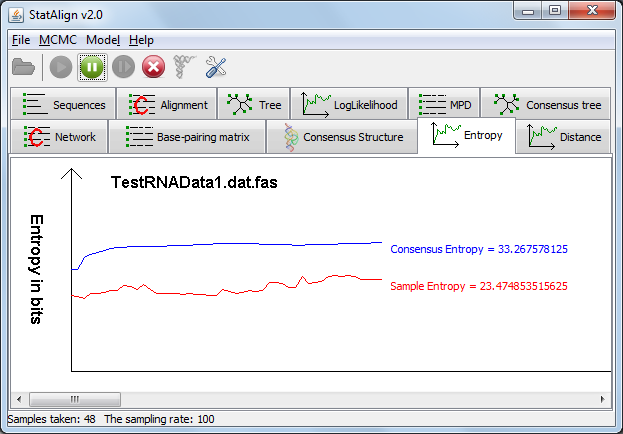 StatAlign v2.0
File MCMC Model Help
Sequences Alignment Tree LogLikelihood MPD Consensus tree
Network Base-pairing matrix Consensus Structure Entropy Distance
TestRNAData1.dat.fas
Entropy in bits
Consensus Entropy = 33.267578125
Sample Entropy = 23.474853515625
Samples taken: 48 The sampling rate: 100